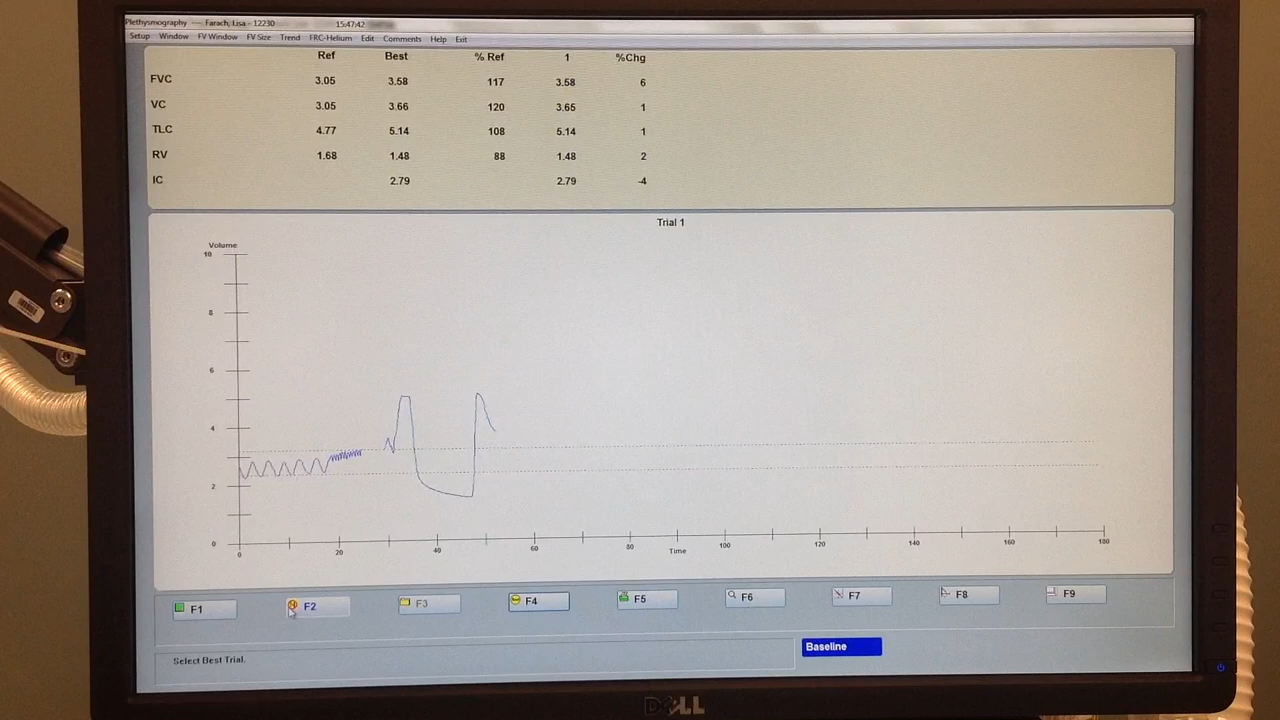 Plethysmography --- Farach, Lisa - 12230 15:47:42
Setup Window FV Window FV Size Trend FRC-Helium Edit Comments Help Exit
Ref Best % Ref 1 %Chg
FVC 3.05 3.58 117 3.58 6
VC 3.05 3.66 120 3.65 1
TLC 4.77 5.14 108 5.14 1
RV 1.68 1.48 88 1.48 2
IC 2.79 2.79 -4
Trial 1
Volume
10
8
6
4
2
0
0 20 40 60 80 100 120 140 160 180
Time
F1 F2 F3 F4 F5 F6 F7 F8 F9
Select Best Trial.
Baseline
DELL